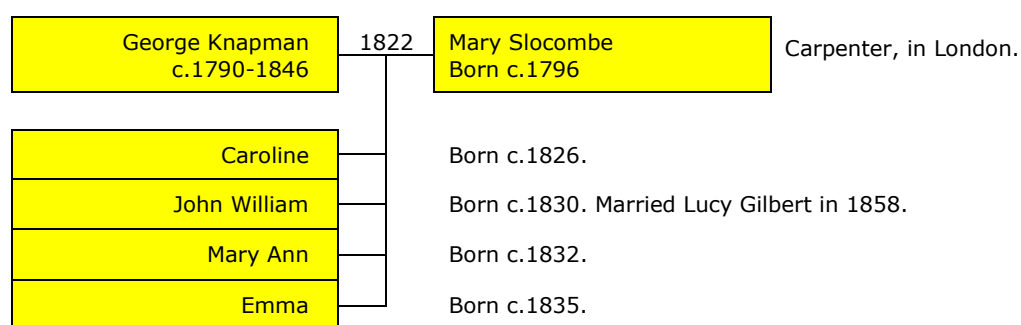 George Knapman 1822 Mary Slocombe Carpenter, in London.
c.1790-1846 Born c.1796
Caroline Born c.1826.
John William Born c.1830. Married Lucy Gilbert in 1858.
Mary Ann Born c.1832.
Emma Born c.1835.